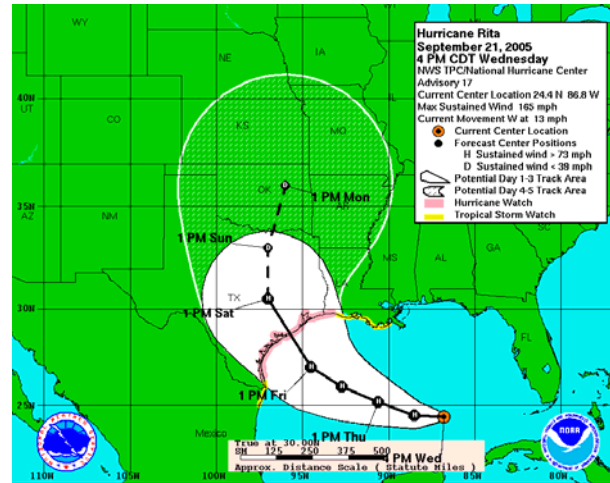 Hurricane Rita
September 21, 2005
4 PM CDT Wednesday
NWS TPC/National Hurricane Center
Advisory 17
Current Center Location 24.4 N 86.8 W
Max Sustained Wind 165 mph
Current Movement W at 13 mph
Current Center Location
Forecast Center Positions
H Sustained wind > 73 mph
D Sustained wind < 39 mph
Potential Day 1-3 Track Area
Potential Day 4-5 Track Area
Hurricane Watch
Tropical Storm Watch
WY
NE
IA
IL
40N
UT
CO
KS
MO
35N
AZ
NM
OK
AR
D
1 PM Mon
1 PM Sun
D
MS
AL
GA
SC
30N
TX
H
1 PM Sat
LA
FL
H
H
1 PM Fri
H
H
25N
1 PM Thu
Mexico
4 PM Wed
True at 30.00N
SM 125 250 375 500
Approx. Distance Scale ( Statute Miles )
NOAA
110W 100W 95W 90W 85W 80W